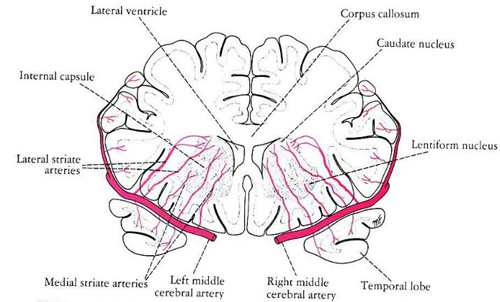 Lateral ventricle
Corpus callosum
Caudate nucleus
Internal capsule
Lentiform nucleus
Lateral striate
arteries
Medial striate arteries
Left middle
cerebral artery
Right middle
cerebral artery
Temporal lobe